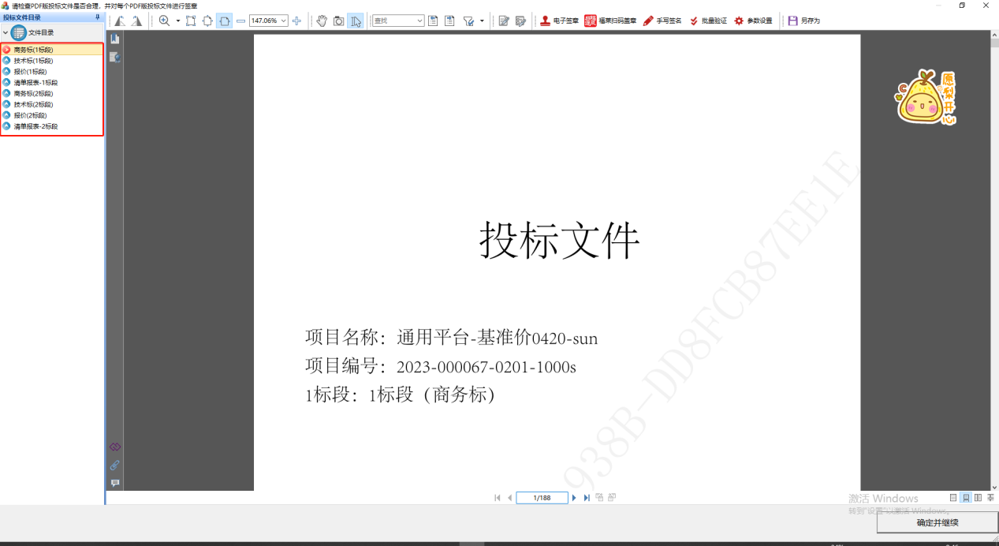 请检查PDF版投标文件是否合理，并对每个PDF版投标文件进行签章
投标文件目录
147.06%
查找
电子签章
福莱扫码盖章
手写签名
批量验证
参数设置
另存为
文件目录
商务标(1标段)
技术标(1标段)
报价(1标段)
清单报表-1标段
商务标(2标段)
技术标(2标段)
报价(2标段)
清单报表-2标段
愿梨开心
投标文件
项目名称：通用平台-基准价0420-sun
项目编号：2023-000067-0201-1000s
1标段：1标段（商务标）
938B-DD8FCB87EE1E
1/188
激活 Windows
转到"设置"以激活 Windows。
确定并继续